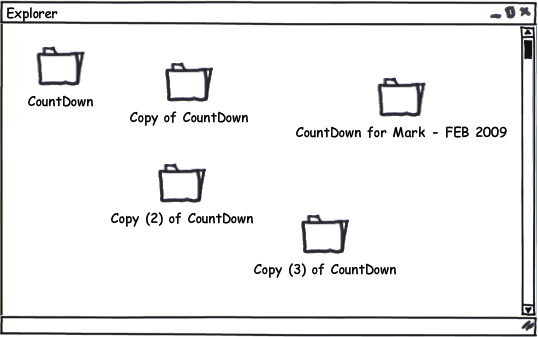 Explorer
CountDown
Copy of CountDown
CountDown for Mark - FEB 2009
Copy (2) of CountDown
Copy (3) of CountDown